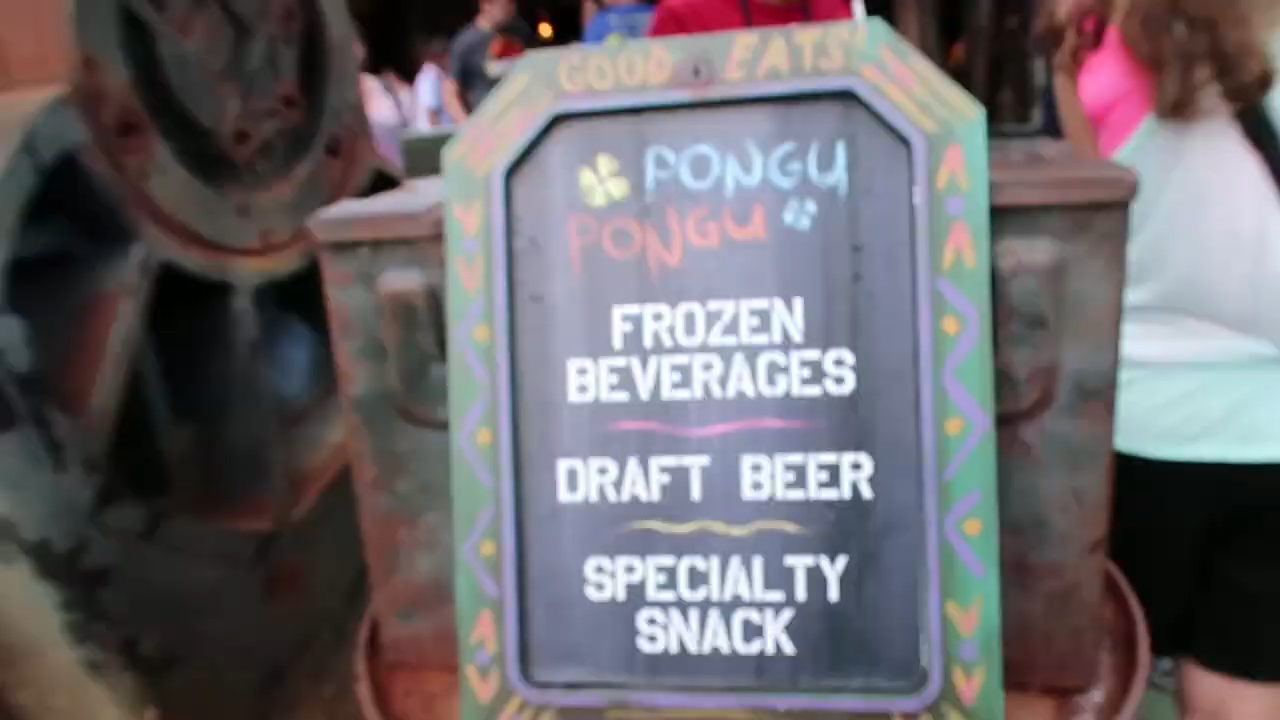 GOOD EATS!
PONGU
PONGU
FROZEN
BEVERAGES
DRAFT BEER
SPECIALTY
SNACK